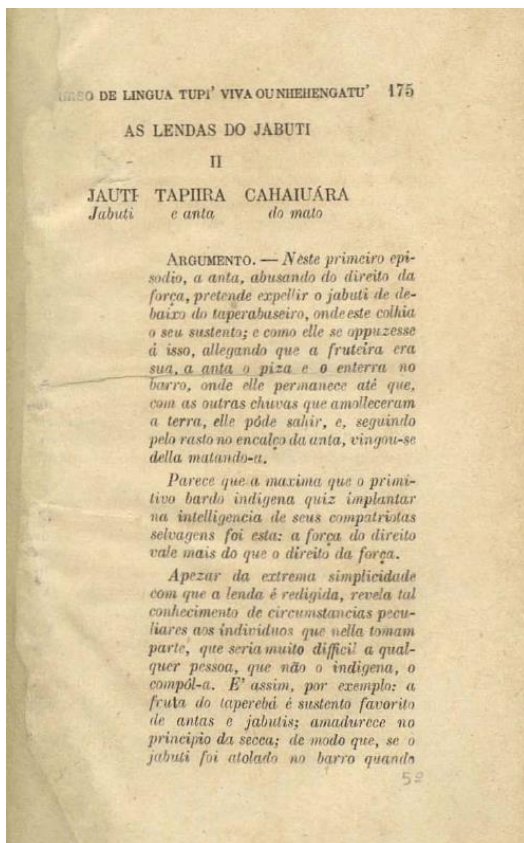 DE LINGUA TUPI' VIVA OU NHEHENGATU' 175
AS LENDAS DO JABUTI
II
JAUTI TAPIIRA CAHAIUÁRA
Jabuti e anta do mato
ARGUMENTO. — Neste primeiro epi-
sodio, a anta, abusando do direito da
força, pretende expellir o jabuti de de-
baixo do taperabaseiro, onde este colhia
o seu sustento; e como elle se oppuzesse
á isso, allegando que a fruteira era
sua, a anta o piza e o enterra no
barro, onde elle permanece até que,
com as outras chuvas que amolleceram
a terra, elle póde sahir, e, seguindo
pelo rasto no encalço da anta, vingou-se
della matando-a.
Parece que a maxima que o primi-
tivo bardo indigena quiz implantar
na intelligencia de seus compatriotas
selvagens foi esta: a força do direito
vale mais do que o direito da força.
Apezar da extrema simplicidade
com que a lenda é redigida, revela tal
conhecimento de circumstancias pecu-
liares aos individuos que nella tomam
parte, que seria muito difficil a qual-
quer pessoa, que não o indigena, o
compôl-a. E' assim, por exemplo: a
fruta do taperebá é sustento favorito
de antas e jabutis; amadurece no
principio da secca; de modo que, se o
jabuti foi atolado no barro quando
52